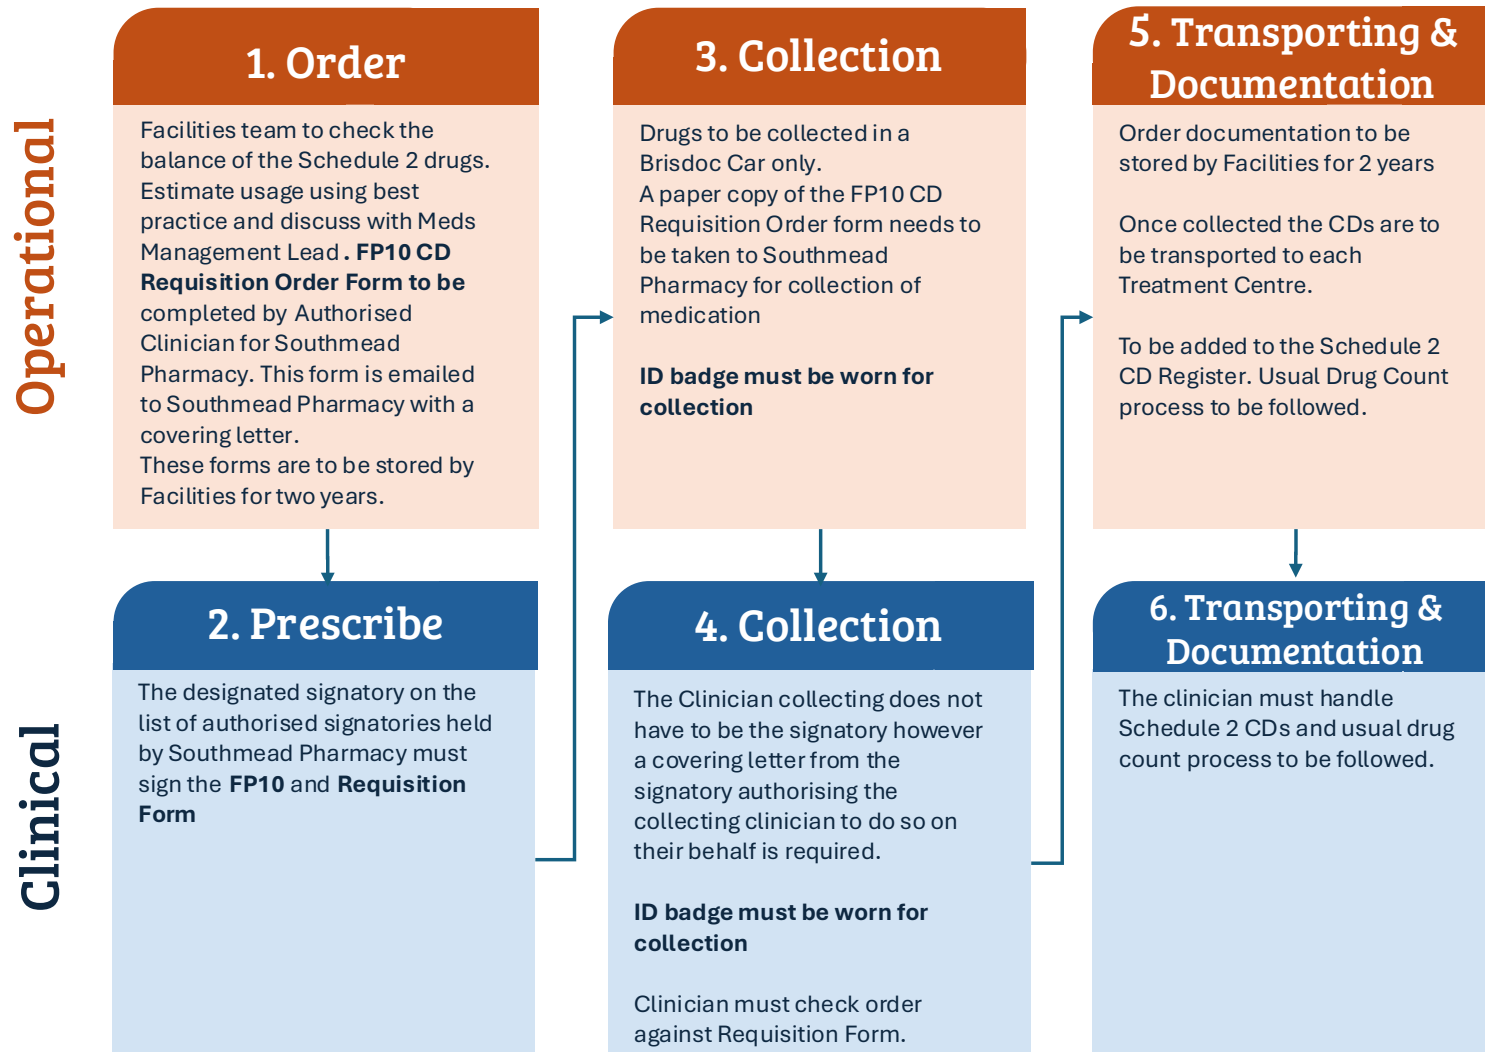 Operational
1. Order
Facilities team to check the
balance of the Schedule 2 drugs.
Estimate usage using best
practice and discuss with Meds
Management Lead . FP10 CD
Requisition Order Form to be
completed by Authorised
Clinician for Southmead
Pharmacy. This form is emailed
to Southmead Pharmacy with a
covering letter.
These forms are to be stored by
Facilities for two years.
Clinical
2. Prescribe
The designated signatory on the
list of authorised signatories held
by Southmead Pharmacy must
sign the FP10 and Requisition
Form
3. Collection
Drugs to be collected in a
Brisdoc Car only.
A paper copy of the FP10 CD
Requisition Order form needs to
be taken to Southmead
Pharmacy for collection of
medication
ID badge must be worn for
collection
4. Collection
The Clinician collecting does not
have to be the signatory however
a covering letter from the
signatory authorising the
collecting clinician to do so on
their behalf is required.
ID badge must be worn for
collection
Clinician must check order
against Requisition Form.
5. Transporting &
Documentation
Order documentation to be
stored by Facilities for 2 years
Once collected the CDs are to
be transported to each
Treatment Centre.
To be added to the Schedule 2
CD Register. Usual Drug Count
process to be followed.
6. Transporting &
Documentation
The clinician must handle
Schedule 2 CDs and usual drug
count process to be followed.